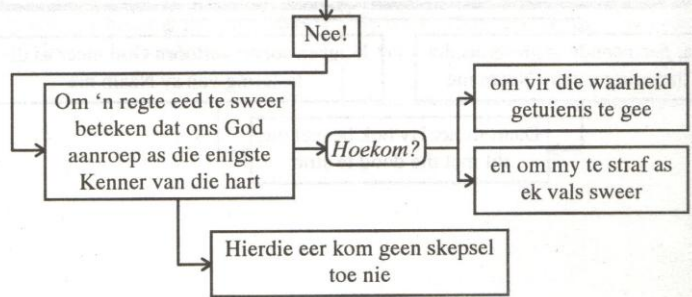 Nee!
Om 'n regte eed te sweer
beteken dat ons God
aanroep as die enigste
Kenner van die hart
Hoekom?
om vir die waarheid
getuienis te gee
en om my te straf as
ek vals sweer
Hierdie eer kom geen skepsel
toe nie